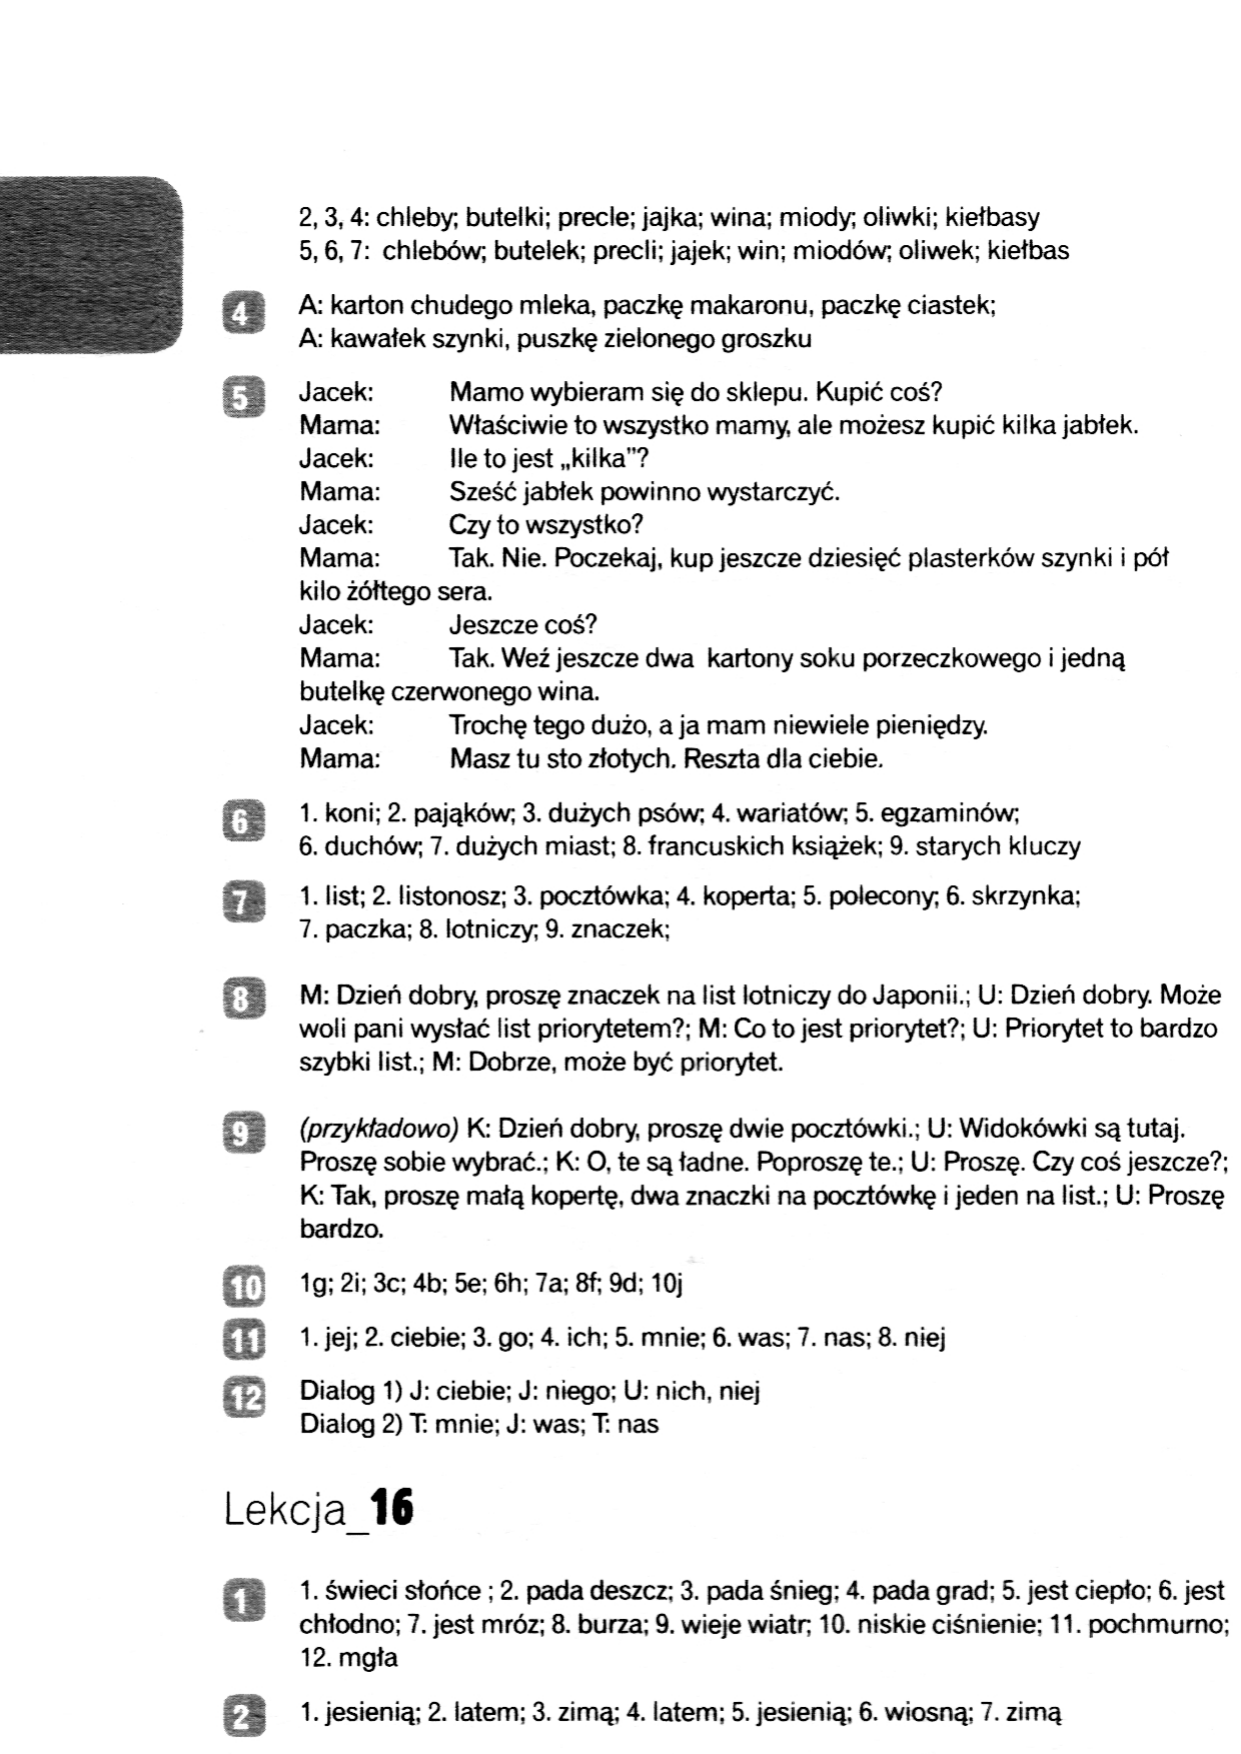 2, 3, 4: chleby; butelki; precle; jajka; wina; miody; oliwki; kiełbasy
5, 6, 7: chlebów; butelek; precli; jajek; win; miodów; oliwek; kiełbas
4 A: karton chudego mleka, paczkę makaronu, paczkę ciastek;
A: kawałek szynki, puszkę zielonego groszku
5 Jacek: Mamo wybieram się do sklepu. Kupić coś?
Mama: Właściwie to wszystko mamy, ale możesz kupić kilka jabłek.
Jacek: Ile to jest „kilka”?
Mama: Sześć jabłek powinno wystarczyć.
Jacek: Czy to wszystko?
Mama: Tak. Nie. Poczekaj, kup jeszcze dziesięć plasterków szynki i pół
kilo żółtego sera.
Jacek: Jeszcze coś?
Mama: Tak. Weź jeszcze dwa kartony soku porzeczkowego i jedną
butelkę czerwonego wina.
Jacek: Trochę tego dużo, a ja mam niewiele pieniędzy.
Mama: Masz tu sto złotych. Reszta dla ciebie.
6 1. koni; 2. pająków; 3. dużych psów; 4. wariatów; 5. egzaminów;
6. duchów; 7. dużych miast; 8. francuskich książek; 9. starych kluczy
7 1. list; 2. listonosz; 3. pocztówka; 4. koperta; 5. polecony; 6. skrzynka;
7. paczka; 8. lotniczy; 9. znaczek;
8 M: Dzień dobry, proszę znaczek na list lotniczy do Japonii.; U: Dzień dobry. Może
woli pani wysłać list priorytetem?; M: Co to jest priorytet?; U: Priorytet to bardzo
szybki list.; M: Dobrze, może być priorytet.
9 (przykładowo) K: Dzień dobry, proszę dwie pocztówki.; U: Widokówki są tutaj.
Proszę sobie wybrać.; K: O, te są ładne. Poproszę te.; U: Proszę. Czy coś jeszcze?;
K: Tak, proszę małą kopertę, dwa znaczki na pocztówkę i jeden na list.; U: Proszę
bardzo.
10 1g; 2i; 3c; 4b; 5e; 6h; 7a; 8f; 9d; 10j
11 1. jej; 2. ciebie; 3. go; 4. ich; 5. mnie; 6. was; 7. nas; 8. niej
12 Dialog 1) J: ciebie; J: niego; U: nich, niej
Dialog 2) T: mnie; J: was; T: nas
Lekcja_16
1 1. świeci słońce ; 2. pada deszcz; 3. pada śnieg; 4. pada grad; 5. jest ciepło; 6. jest
chłodno; 7. jest mróz; 8. burza; 9. wieje wiatr; 10. niskie ciśnienie; 11. pochmurno;
12. mgła
2 1. jesienią; 2. latem; 3. zimą; 4. latem; 5. jesienią; 6. wiosną; 7. zimą